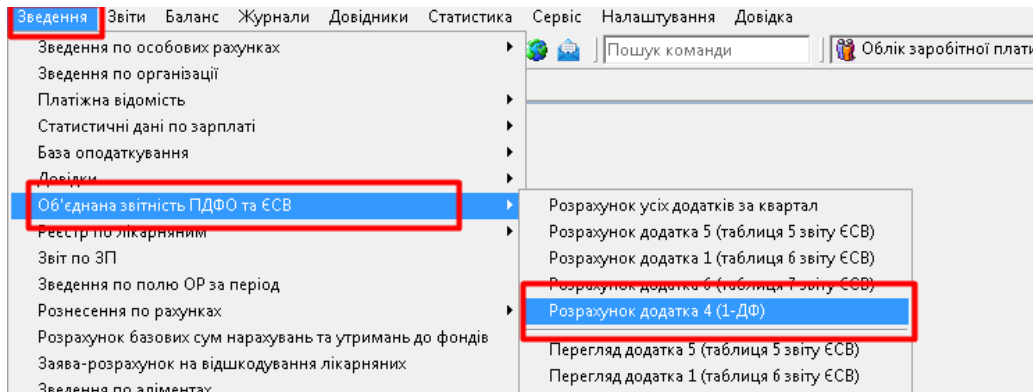 Зведення Звіти Баланс Журнали Довідники Статистика Сервіс Налаштування Довідка
Пошук команди Облік заробітної плати
Зведення по особових рахунках
Зведення по організації
Платіжна відомість
Статистичні дані по зарплаті
База оподаткування
Довідки
Об'єднана звітність ПДФО та ЄСВ
Реєстр по лікарняним
Звіт по ЗП
Зведення по полю ОР за період
Рознесення по рахунках
Розрахунок базових сум нарахувань та утримань до фондів
Заява-розрахунок на відшкодування лікарняних
Зведення по аліментах
Розрахунок усіх додатків за квартал
Розрахунок додатка 5 (таблиця 5 звіту ЄСВ)
Розрахунок додатка 1 (таблиця 6 звіту ЄСВ)
Розрахунок додатка 6 (таблиця 7 звіту ЄСВ)
Розрахунок додатка 4 (1-ДФ)
Перегляд додатка 5 (таблиця 5 звіту ЄСВ)
Перегляд додатка 1 (таблиця 6 звіту ЄСВ)